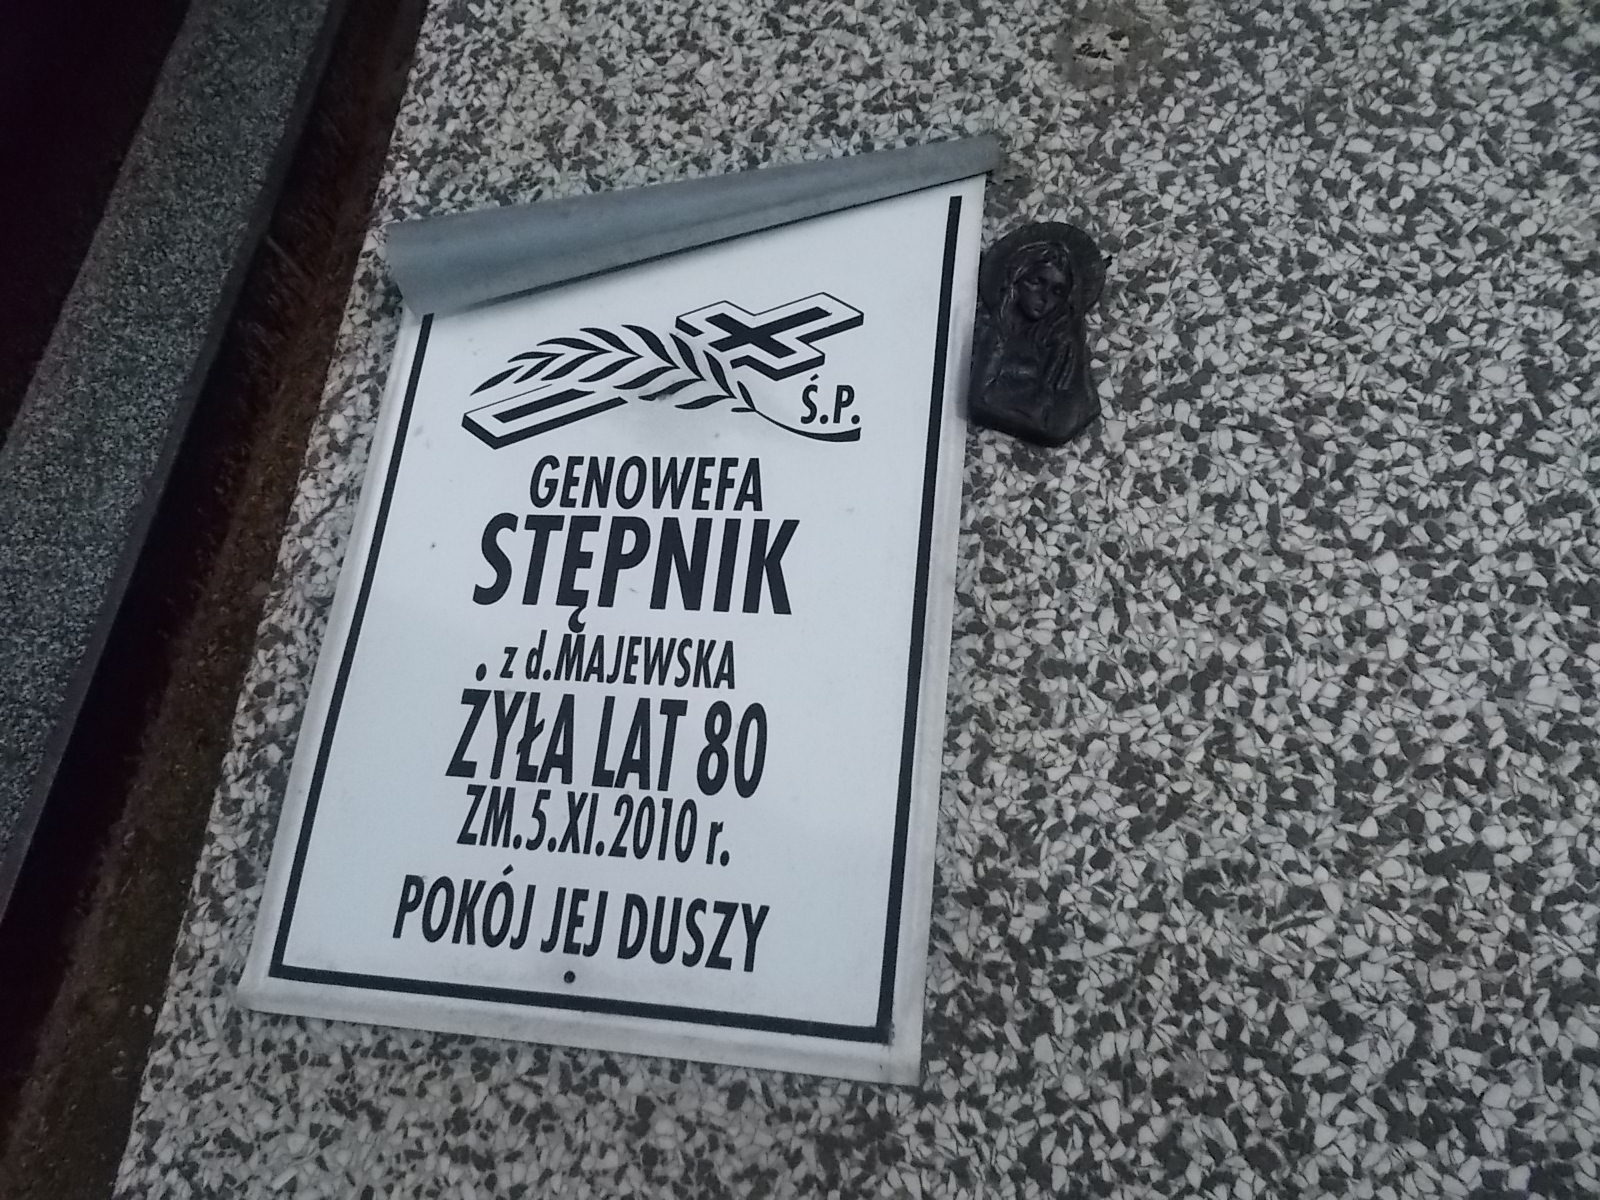 Ś.P.
GENOWEFA
STĘPNIK
z d.MAJEWSKA
ŻYŁA LAT 80
ZM.5.XI.2010 r.
POKÓJ JEJ DUSZY